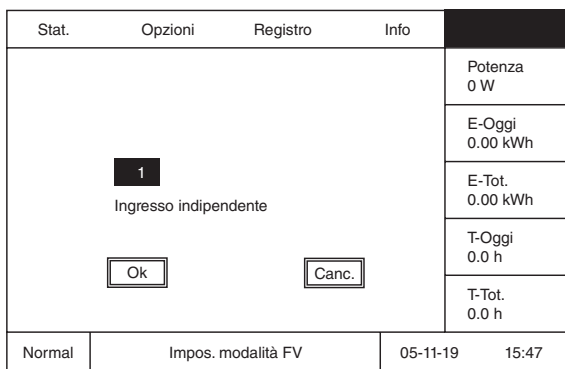 Stat. Opzioni Registro Info
Potenza
0 W
E-Oggi
0.00 kWh
E-Tot.
0.00 kWh
T-Oggi
0.0 h
T-Tot.
0.0 h
1
Ingresso indipendente
Ok Canc.
Normal Impos. modalità FV 05-11-19 15:47